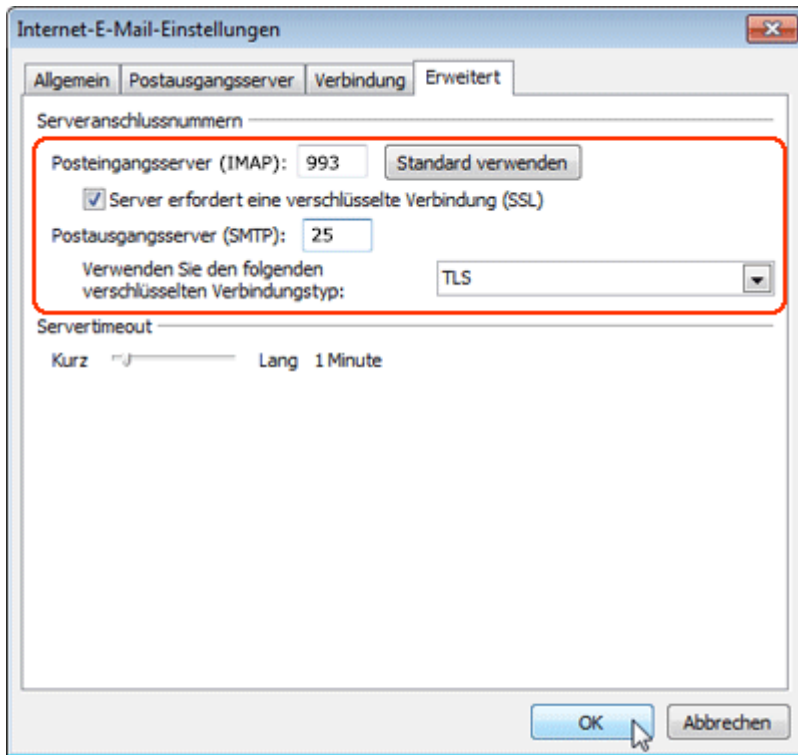 Internet-E-Mail-Einstellungen
Allgemein Postausgangsserver Verbindung Erweitert
Serveranschlussnummern
Posteingangsserver (IMAP): 993 Standard verwenden
Server erfordert eine verschlüsselte Verbindung (SSL)
Postausgangsserver (SMTP): 25
Verwenden Sie den folgenden
verschlüsselten Verbindungstyp: TLS
Servertimeout
Kurz Lang 1 Minute
OK Abbrechen